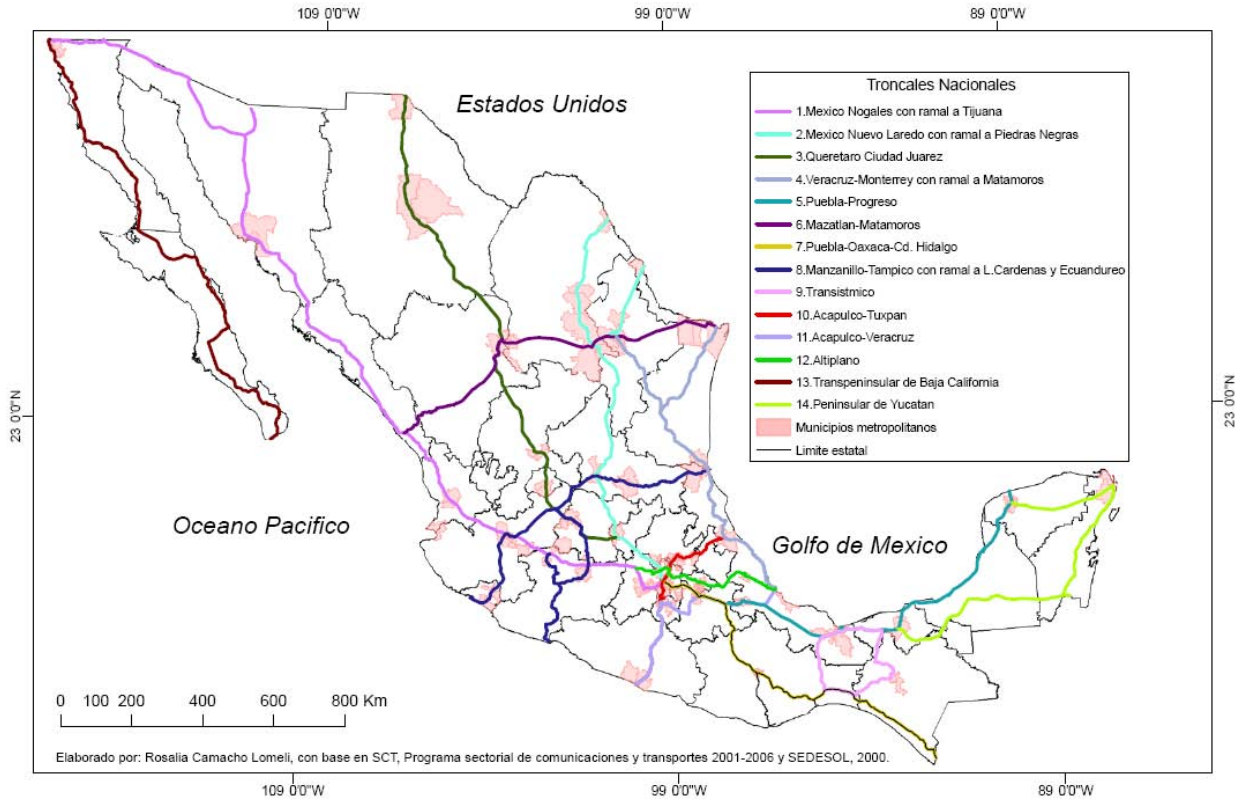 109 0'0"W
99 0'0"W
89 0'0"W
Estados Unidos
Troncales Nacionales
1.Mexico Nogales con ramal a Tijuana
2.Mexico Nuevo Laredo con ramal a Piedras Negras
3.Queretaro Ciudad Juarez
4.Veracruz-Monterrey con ramal a Matamoros
5.Puebla-Progreso
6.Mazatlan-Matamoros
7.Puebla-Oaxaca-Cd. Hidalgo
8.Manzanillo-Tampico con ramal a L.Cardenas y Ecuandureo
9.Transistmico
10.Acapulco-Tuxpan
11.Acapulco-Veracruz
12.Altiplano
13.Transpeninsular de Baja California
14.Peninsular de Yucatan
Municipios metropolitanos
Limite estatal
23 0'0"N
23 0'0"N
Oceano Pacifico
Golfo de Mexico
0 100 200 400 600 800 Km
Elaborado por: Rosalia Camacho Lomeli, con base en SCT, Programa sectorial de comunicaciones y transportes 2001-2006 y SEDESOL, 2000.
109 0'0"W
99 0'0"W
89 0'0"W